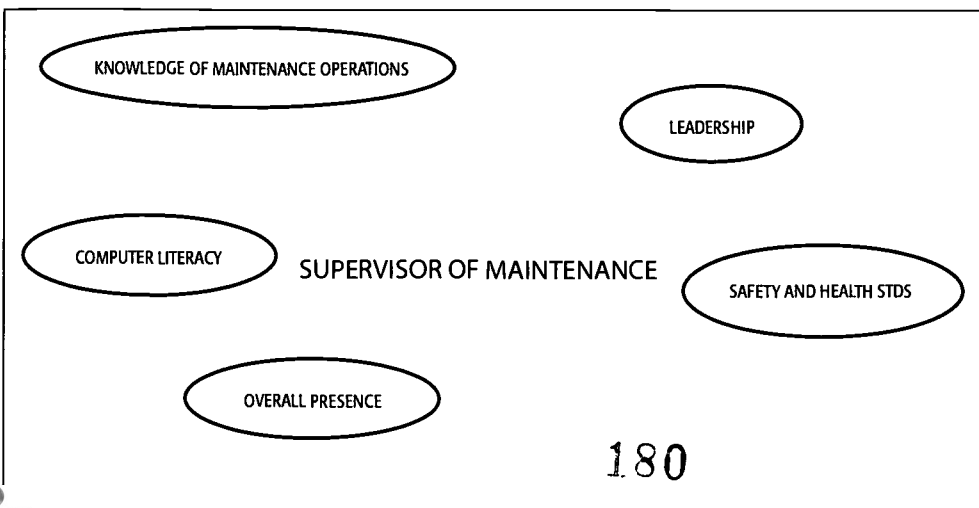 KNOWLEDGE OF MAINTENANCE OPERATIONS
LEADERSHIP
COMPUTER LITERACY
SUPERVISOR OF MAINTENANCE
SAFETY AND HEALTH STDS
OVERALL PRESENCE
180